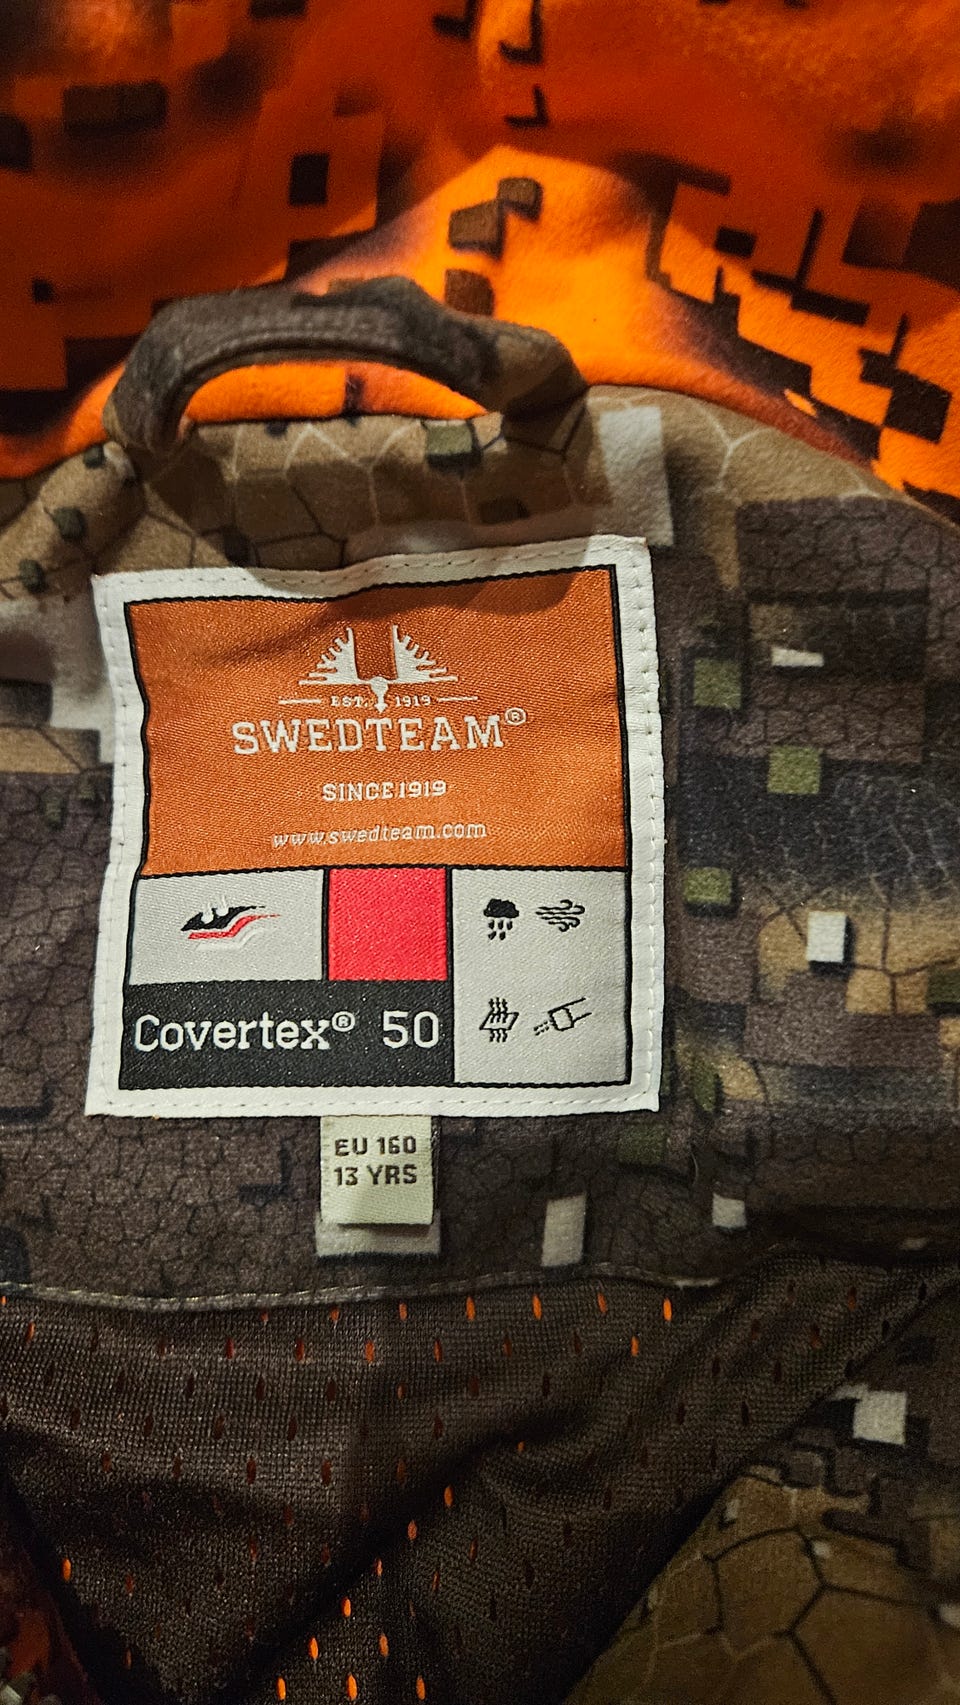 EST. 1919
SWEDTEAM®
SINCE 1919
www.swedteam.com
Covertex® 50
EU 160
13 YRS